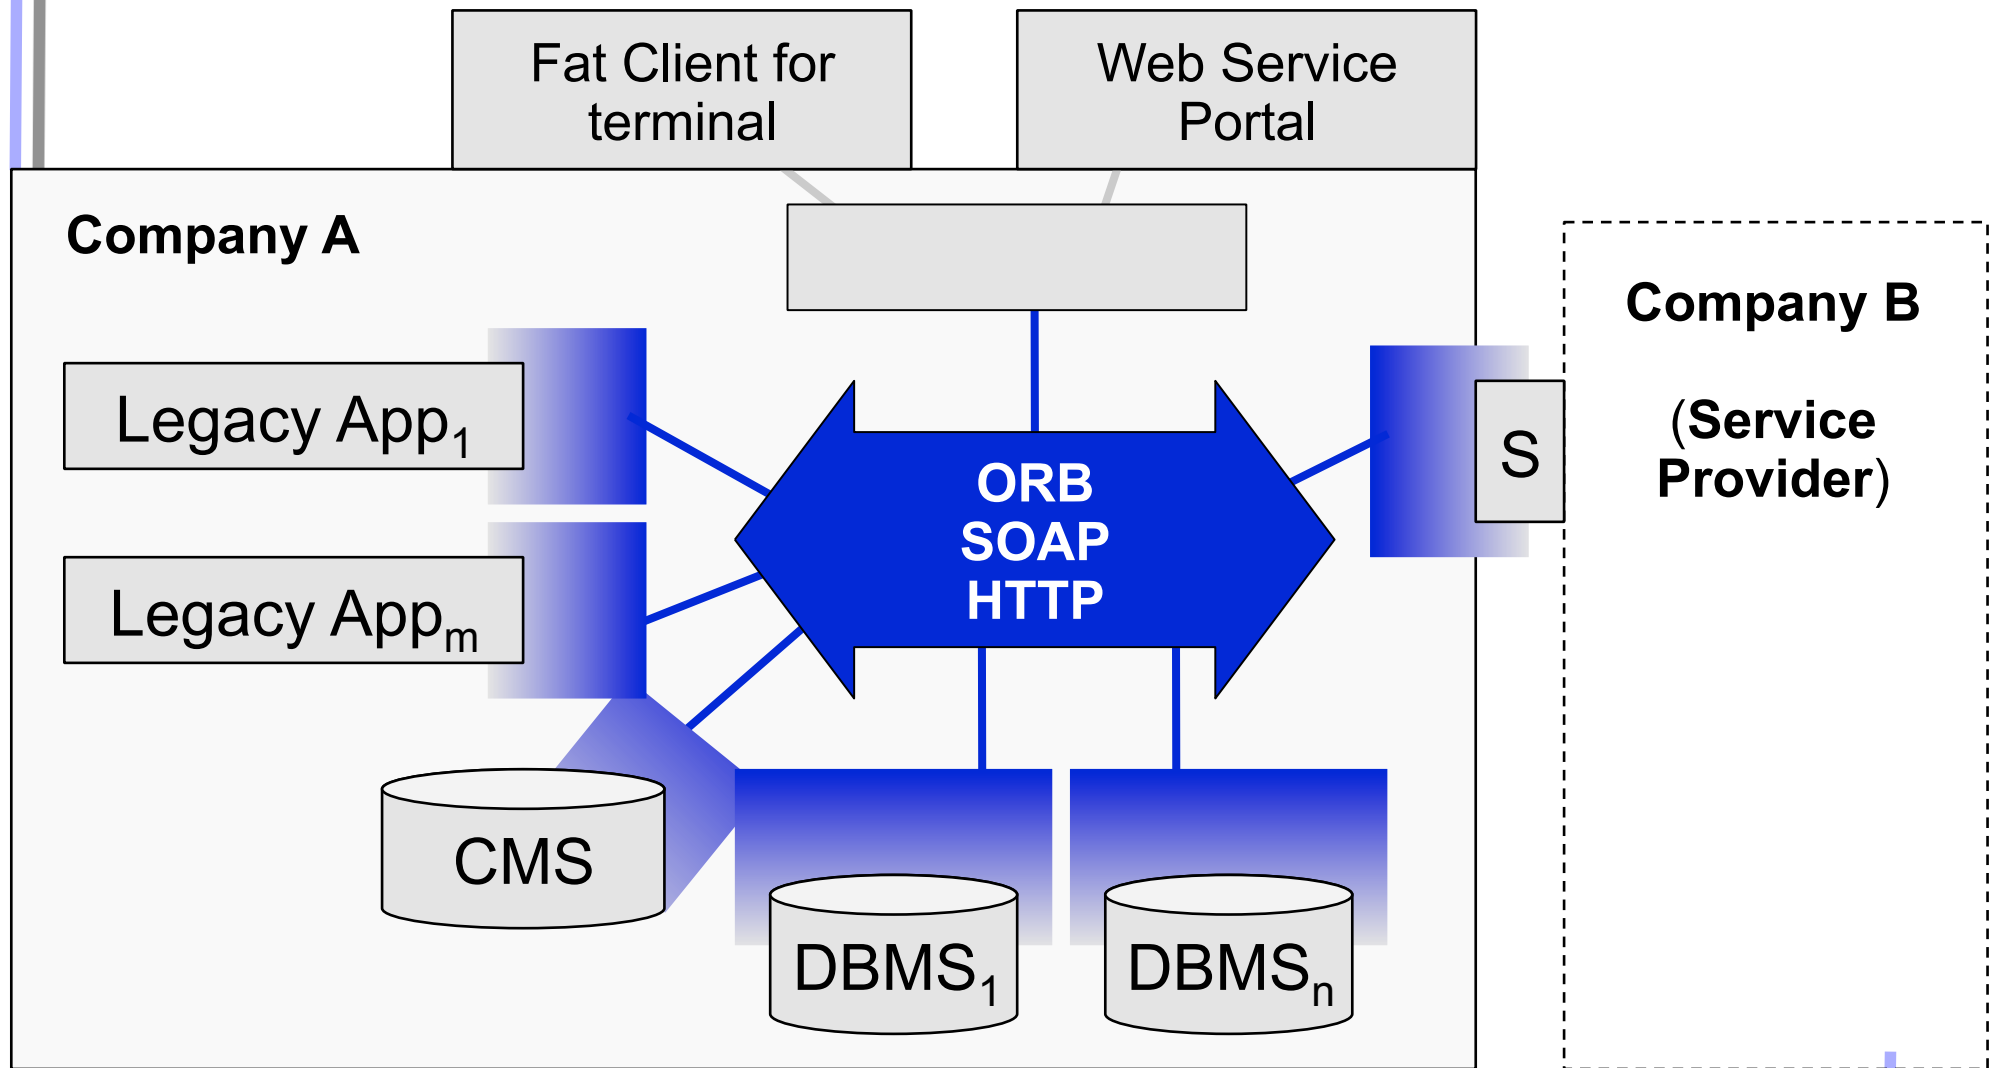 Fat Client for
terminal
Web Service
Portal
Company A
Company B
(Service
Provider)
Legacy App₁
S
ORB
SOAP
HTTP
Legacy Appₘ
CMS
DBMS₁
DBMSₙ